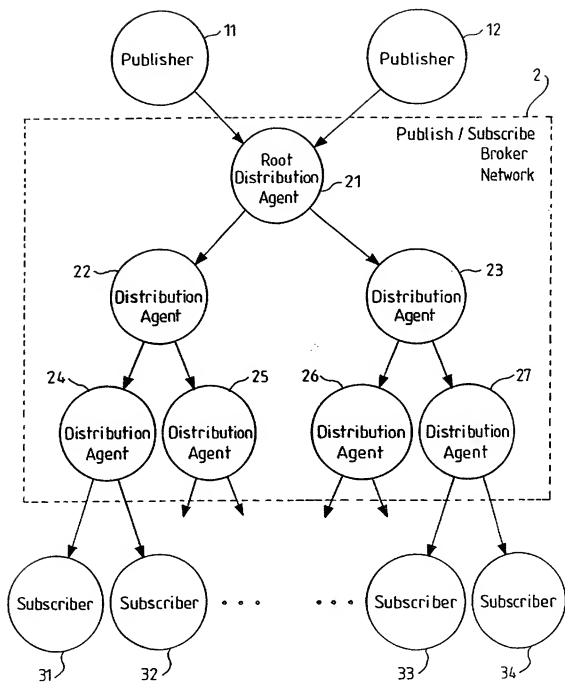 11
12
Publisher
Publisher
2
Publish / Subscribe
Broker
Network
Root
Distribution
Agent
21
22
23
Distribution
Agent
Distribution
Agent
24
25
26
27
Distribution
Agent
Distribution
Agent
Distribution
Agent
Distribution
Agent
Subscriber
Subscriber
Subscriber
Subscriber
31
32
33
34